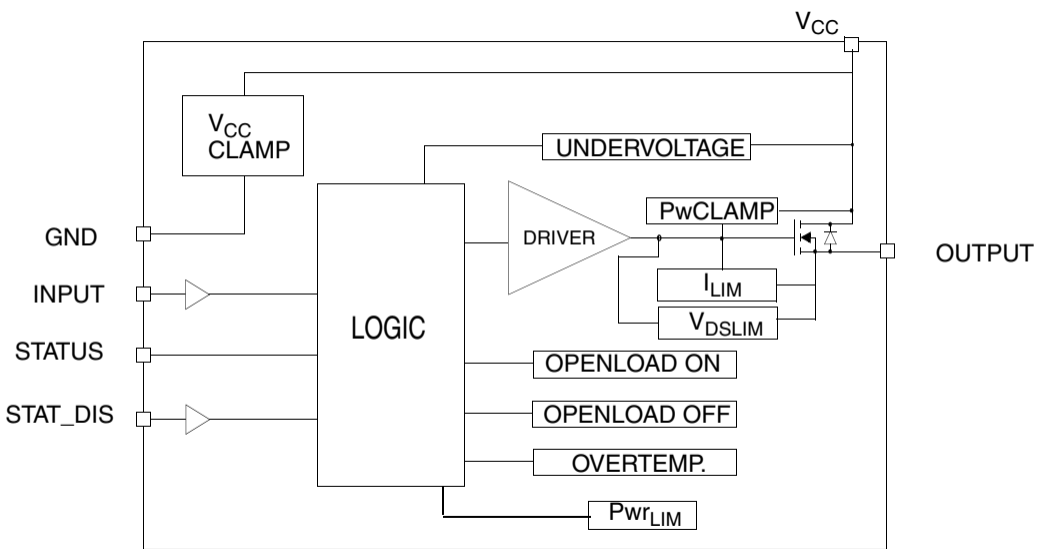 VCC
VCC
CLAMP
UNDERVOLTAGE
PwCLAMP
GND
DRIVER
OUTPUT
INPUT
ILIM
LOGIC
VDSLIM
STATUS
OPENLOAD ON
STAT_DIS
OPENLOAD OFF
OVERTEMP.
PwrLIM